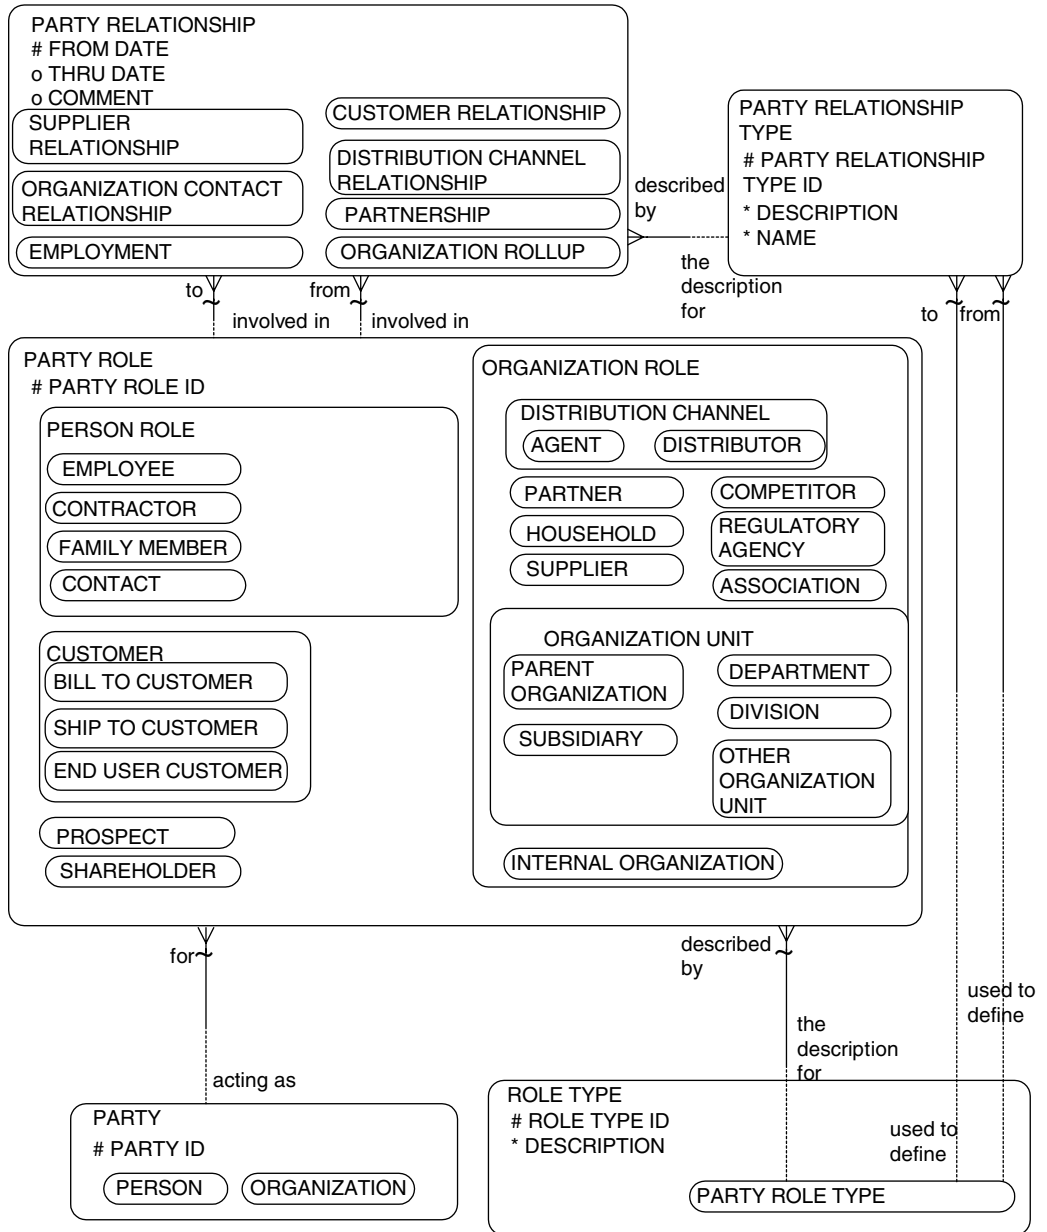 PARTY RELATIONSHIP
# FROM DATE
o THRU DATE
o COMMENT
SUPPLIER
RELATIONSHIP
ORGANIZATION CONTACT
RELATIONSHIP
EMPLOYMENT
CUSTOMER RELATIONSHIP
DISTRIBUTION CHANNEL
RELATIONSHIP
PARTNERSHIP
ORGANIZATION ROLLUP
described
by
the
description
for
PARTY RELATIONSHIP
TYPE
# PARTY RELATIONSHIP
TYPE ID
* DESCRIPTION
* NAME
to
from
involved in
involved in
to
from
PARTY ROLE
# PARTY ROLE ID
PERSON ROLE
EMPLOYEE
CONTRACTOR
FAMILY MEMBER
CONTACT
CUSTOMER
BILL TO CUSTOMER
SHIP TO CUSTOMER
END USER CUSTOMER
PROSPECT
SHAREHOLDER
ORGANIZATION ROLE
DISTRIBUTION CHANNEL
AGENT
DISTRIBUTOR
PARTNER
COMPETITOR
HOUSEHOLD
REGULATORY
AGENCY
SUPPLIER
ASSOCIATION
ORGANIZATION UNIT
PARENT
ORGANIZATION
DEPARTMENT
SUBSIDIARY
DIVISION
OTHER
ORGANIZATION
UNIT
INTERNAL ORGANIZATION
for
acting as
described
by
the
description
for
used to
define
PARTY
# PARTY ID
PERSON
ORGANIZATION
ROLE TYPE
# ROLE TYPE ID
* DESCRIPTION
used to
define
PARTY ROLE TYPE